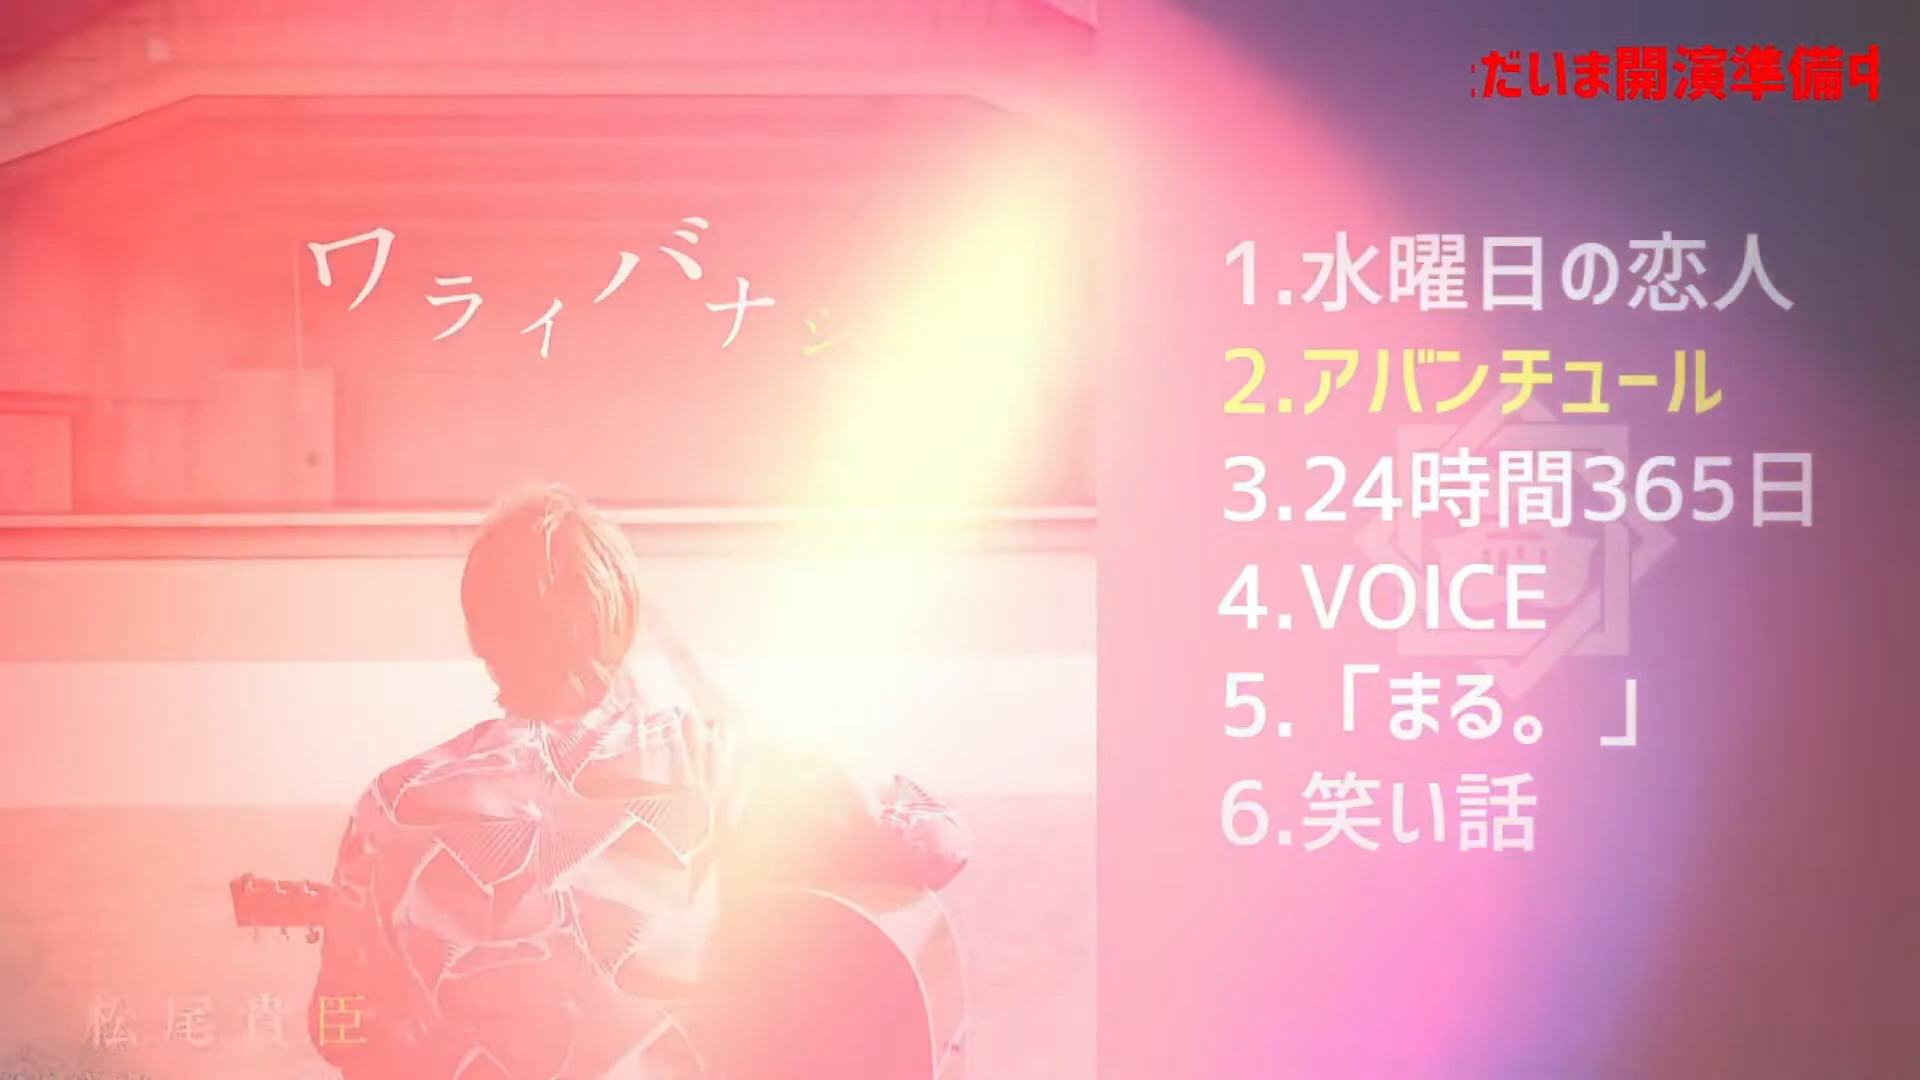 だいま開演準備中
ワライバナシ
1.水曜日の恋人
2.アバンチュール
3.24時間365日
4.VOICE
5.「まる。」
6.笑い話
松尾貴臣